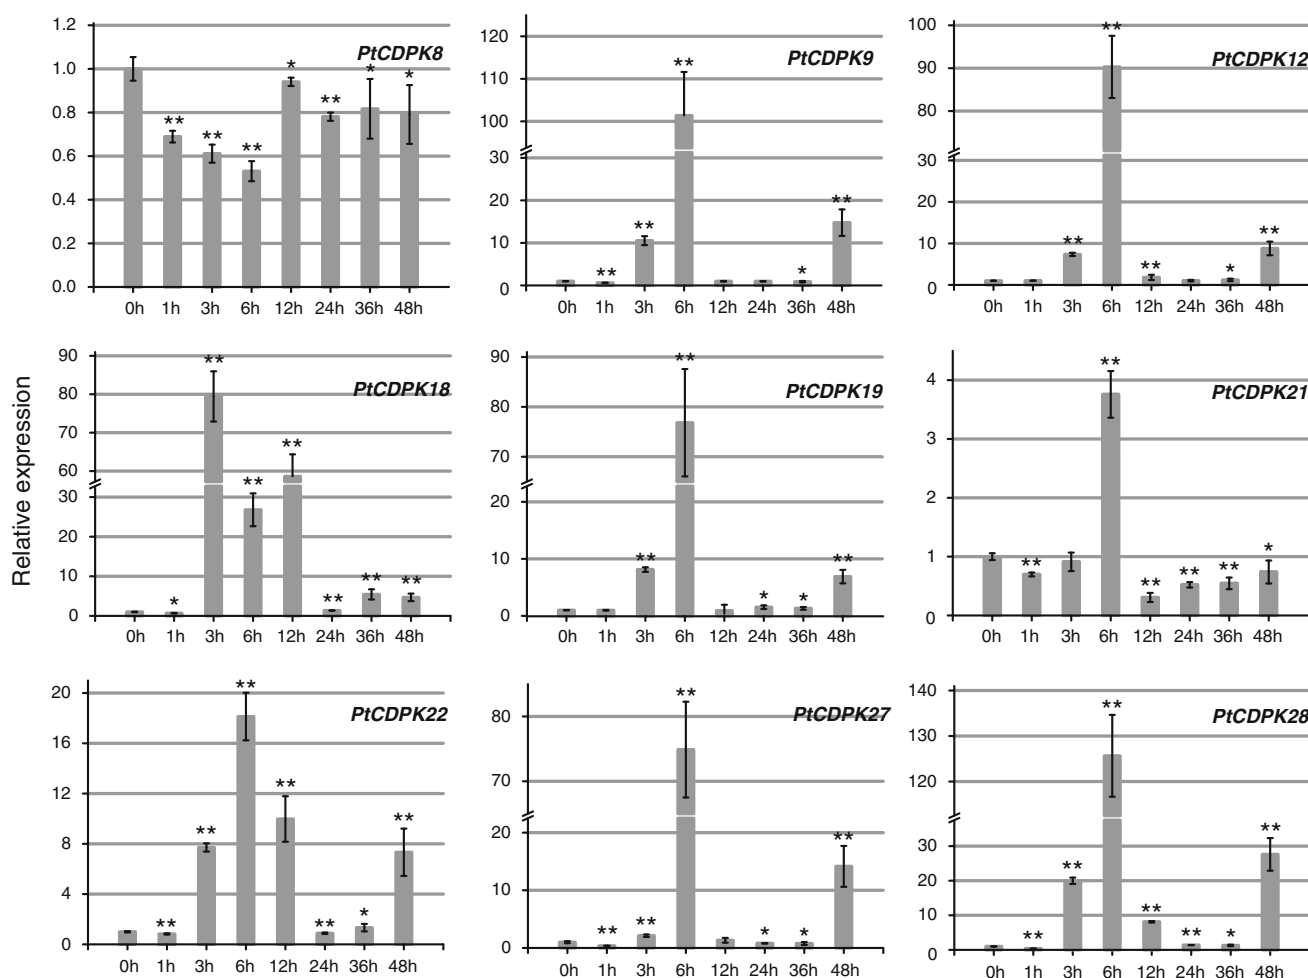 Relative expression
PtCDPK8
1.2
1.0
0.8
0.6
0.4
0.2
0.0
** ** ** * ** * *
0h 1h 3h 6h 12h 24h 36h 48h
PtCDPK9
120
110
100
30
20
10
0
** ** ** * **
0h 1h 3h 6h 12h 24h 36h 48h
PtCDPK12
100
90
80
30
20
10
0
** ** ** * **
0h 1h 3h 6h 12h 24h 36h 48h
PtCDPK18
90
80
70
60
30
20
10
0
* ** ** ** ** ** **
0h 1h 3h 6h 12h 24h 36h 48h
PtCDPK19
90
80
70
20
10
0
** ** * * **
0h 1h 3h 6h 12h 24h 36h 48h
PtCDPK21
4
3
2
1
0
** ** ** ** ** *
0h 1h 3h 6h 12h 24h 36h 48h
PtCDPK22
20
16
12
8
4
0
** ** ** ** ** * **
0h 1h 3h 6h 12h 24h 36h 48h
PtCDPK27
80
70
20
10
0
** ** ** * * **
0h 1h 3h 6h 12h 24h 36h 48h
PtCDPK28
140
130
120
30
20
10
0
** ** ** ** ** * **
0h 1h 3h 6h 12h 24h 36h 48h